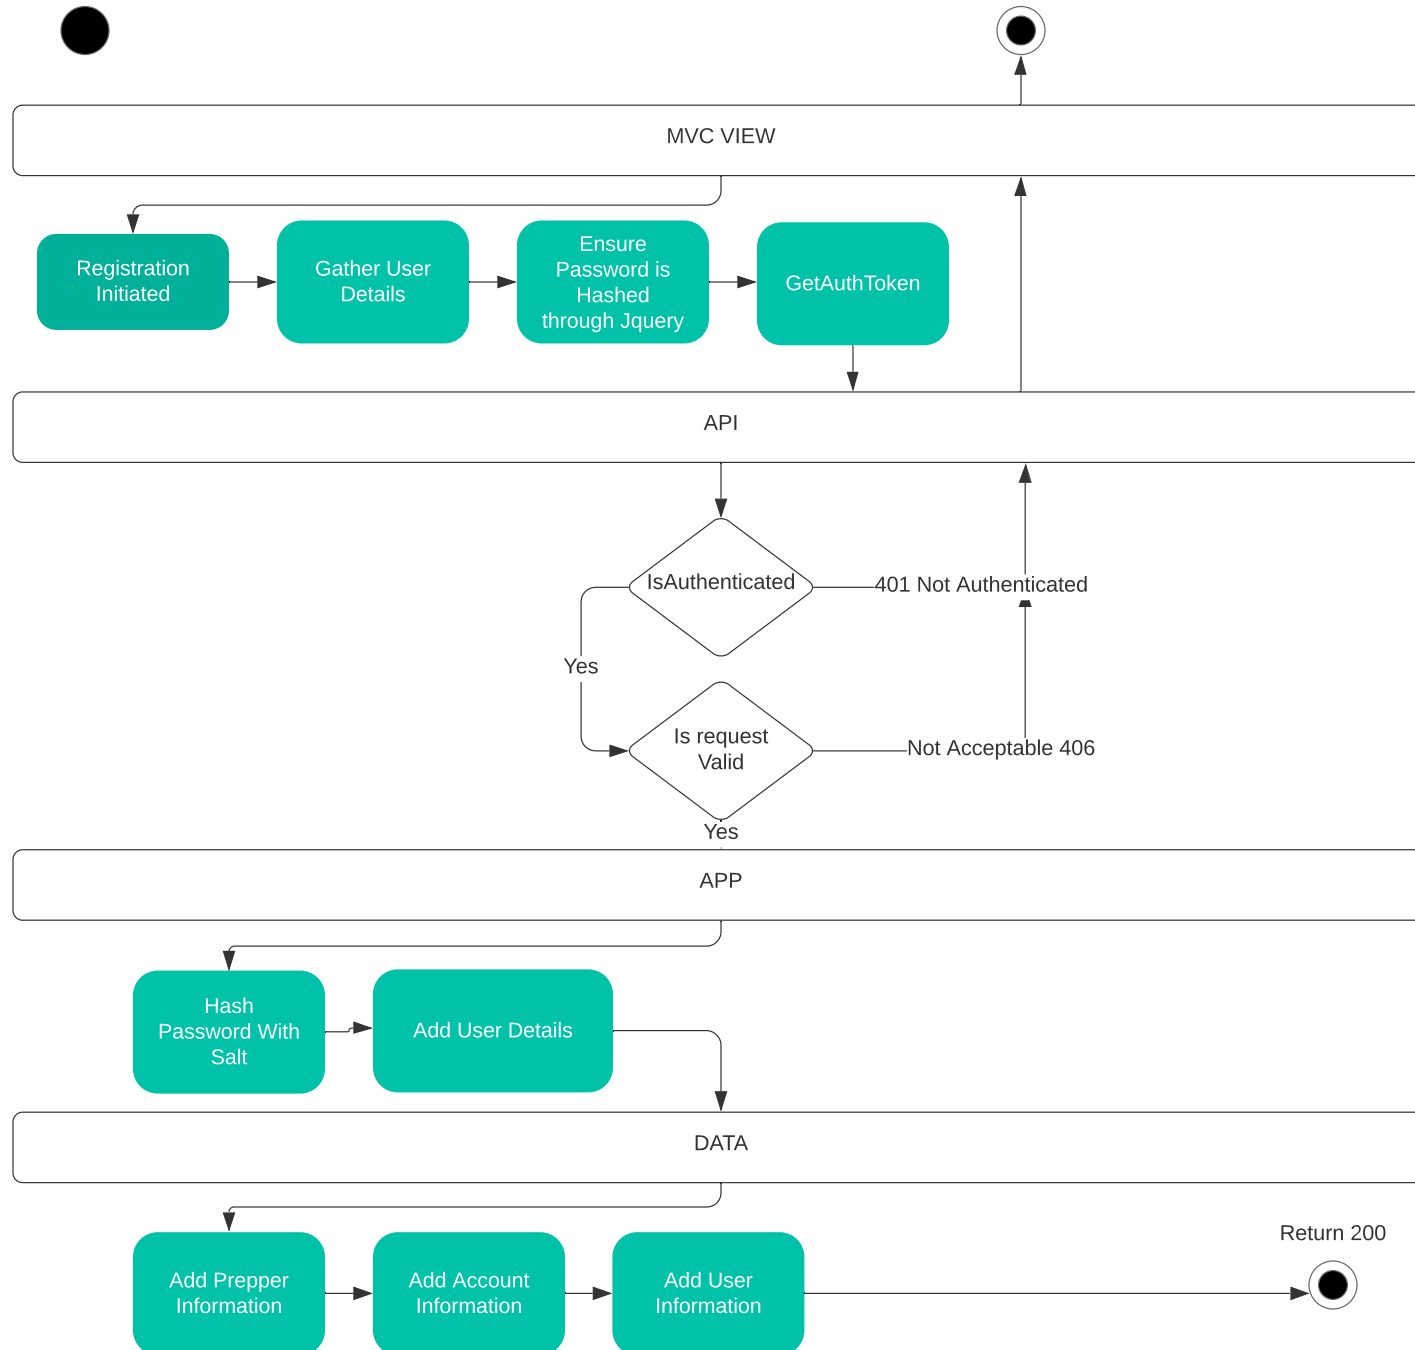 MVC VIEW
Registration
Initiated
Gather User
Details
Ensure
Password is
Hashed
through Jquery
GetAuthToken
API
IsAuthenticated
401 Not Authenticated
Yes
Is request
Valid
Not Acceptable 406
Yes
APP
Hash
Password With
Salt
Add User Details
DATA
Return 200
Add Prepper
Information
Add Account
Information
Add User
Information